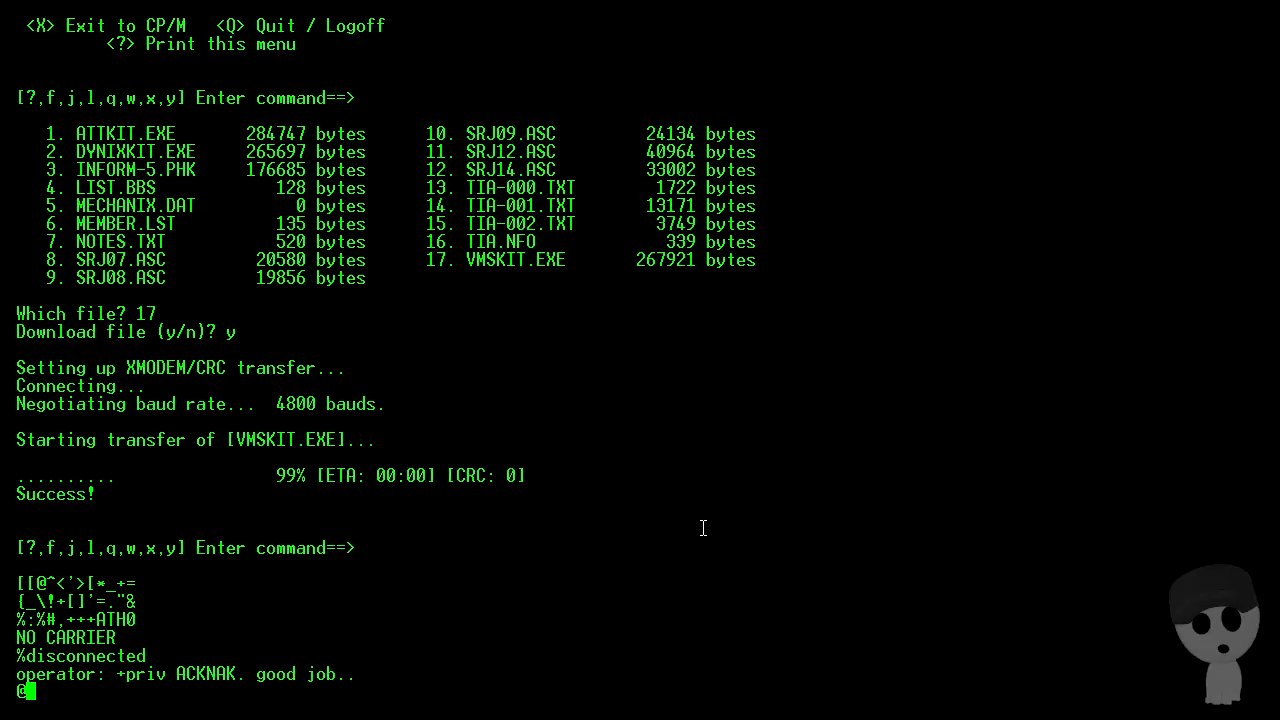 <X> Exit to CP/M   <Q> Quit / Logoff
<?> Print this menu
[?,f,j,l,q,w,x,y] Enter command==>
1. ATTKIT.EXE       284747 bytes      10. SRJ09.ASC         24134 bytes
2. DYNIXKIT.EXE     265697 bytes      11. SRJ12.ASC         40964 bytes
3. INFORM-5.PHK     176685 bytes      12. SRJ14.ASC         33002 bytes
4. LIST.BBS            128 bytes      13. TIA-000.TXT        1722 bytes
5. MECHANIX.DAT          0 bytes      14. TIA-001.TXT       13171 bytes
6. MEMBER.LST          135 bytes      15. TIA-002.TXT        3749 bytes
7. NOTES.TXT           520 bytes      16. TIA.NFO             339 bytes
8. SRJ07.ASC         20580 bytes      17. VMSKIT.EXE       267921 bytes
9. SRJ08.ASC         19856 bytes
Which file? 17
Download file (y/n)? y
Setting up XMODEM/CRC transfer...
Connecting...
Negotiating baud rate...  4800 bauds.
Starting transfer of [VMSKIT.EXE]...
..........                99% [ETA: 00:00] [CRC: 0]
Success!
[?,f,j,l,q,w,x,y] Enter command==>
[[@^<'>[*_+=
{_\!+[]'=."&
%:%#,+++ATH0
NO CARRIER
%disconnected
operator: +priv ACKNAK. good job..
@